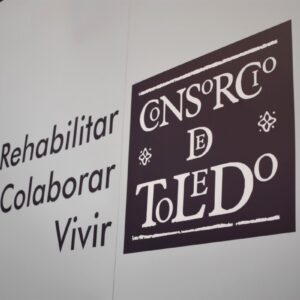 Rehabilitar
Colaborar
Vivir
CONSORCIO
DE
TOLEDO